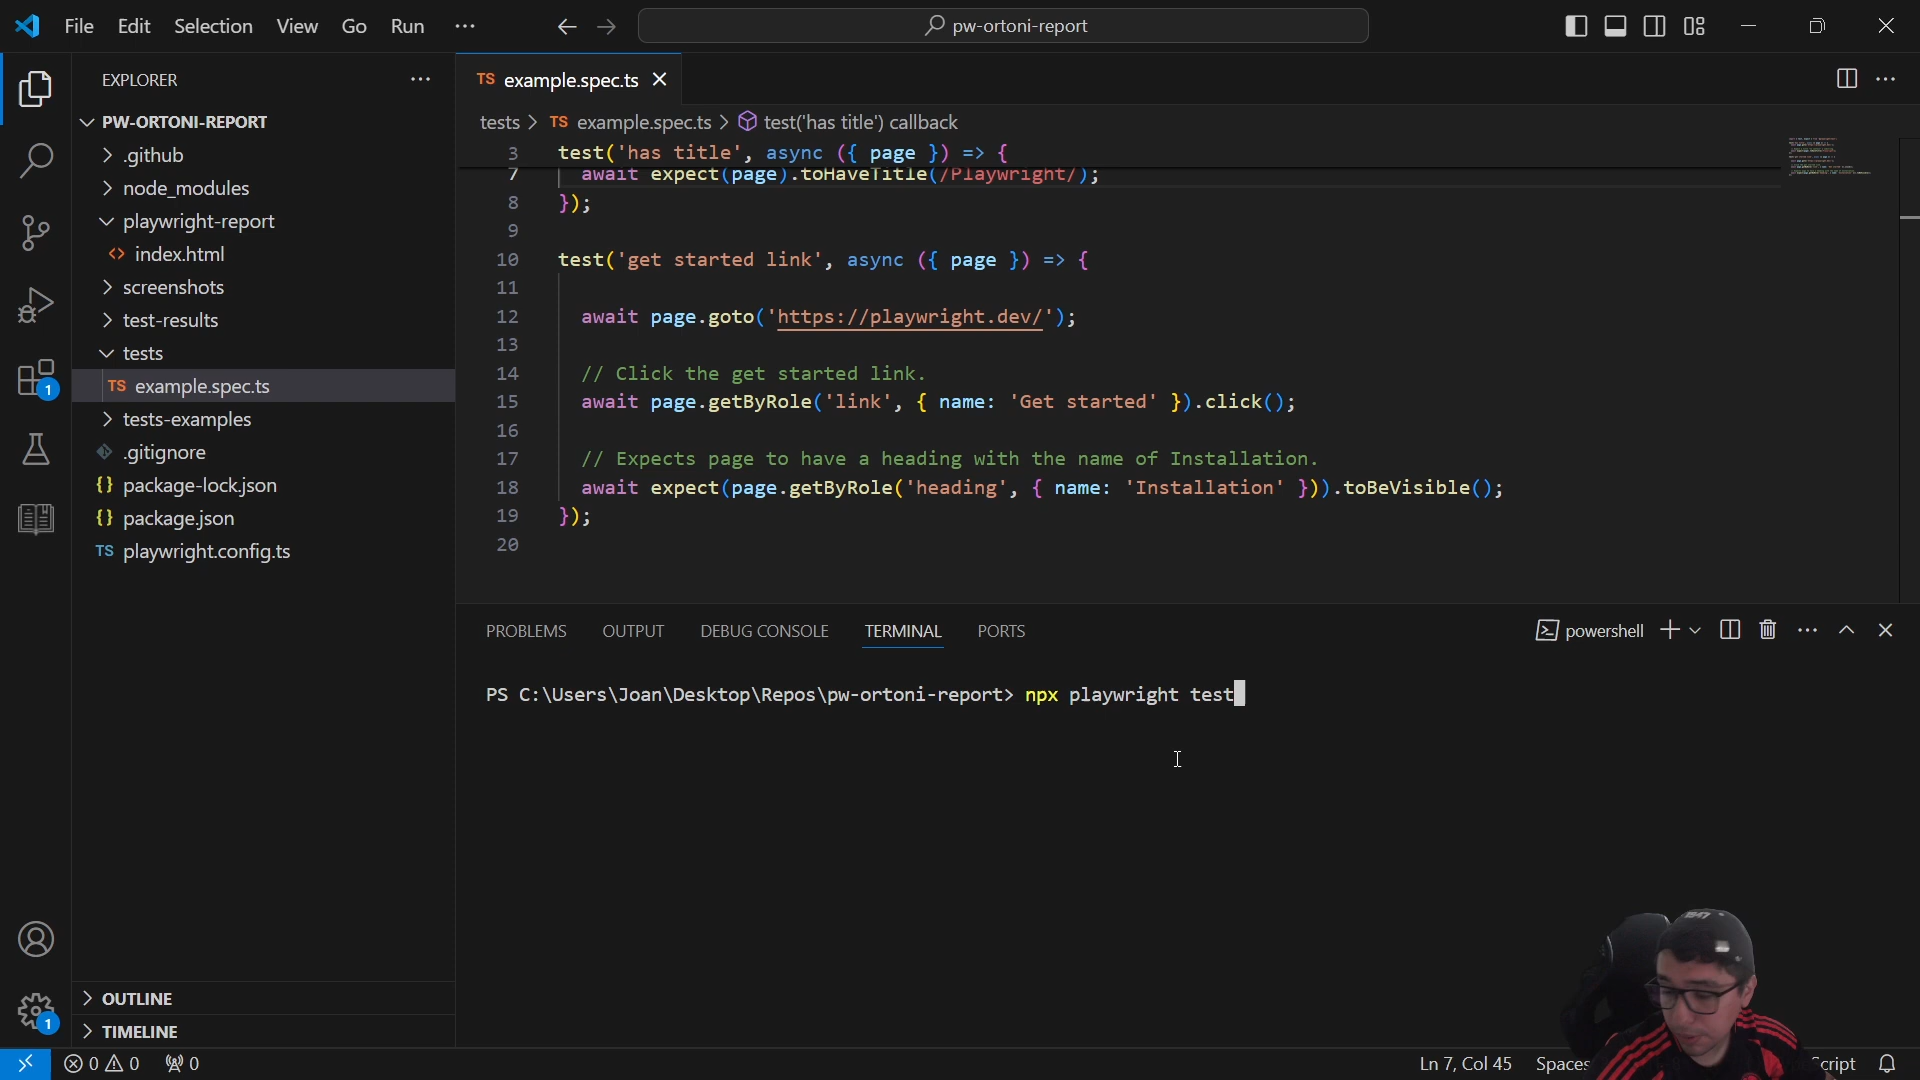 File Edit Selection View Go Run ··· pw-ortoni-report
EXPLORER ···
PW-ORTONI-REPORT
.github
node_modules
playwright-report
<> index.html
screenshots
test-results
tests
TS example.spec.ts
tests-examples
.gitignore
{} package-lock.json
{} package.json
TS playwright.config.ts
OUTLINE
TIMELINE
1
1
TS example.spec.ts
tests > TS example.spec.ts > test('has title') callback
3 test('has title', async ({ page }) => {
7 await expect(page).toHaveTitle(/Playwright/);
8 });
9
10 test('get started link', async ({ page }) => {
11
12 await page.goto('https://playwright.dev/');
13
14 // Click the get started link.
15 await page.getByRole('link', { name: 'Get started' }).click();
16
17 // Expects page to have a heading with the name of Installation.
18 await expect(page.getByRole('heading', { name: 'Installation' })).toBeVisible();
19 });
20
PROBLEMS OUTPUT DEBUG CONSOLE TERMINAL PORTS powershell
PS C:\Users\Joan\Desktop\Repos\pw-ortoni-report> npx playwright test
0 0 0 Ln 7, Col 45 Spaces cript